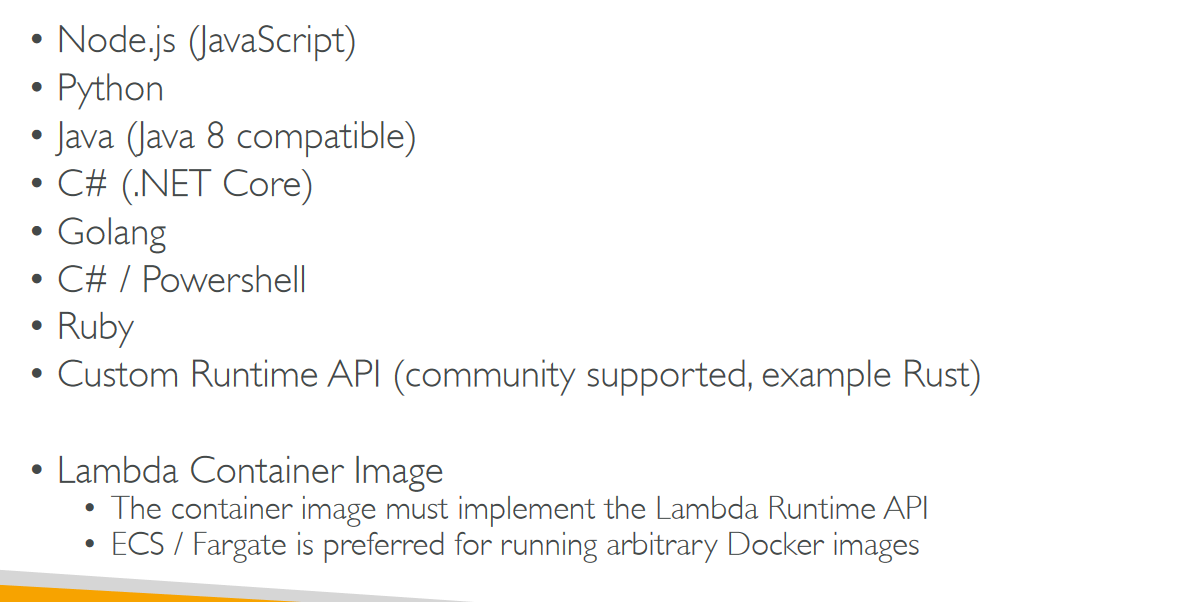 • Node.js (JavaScript)
• Python
• Java (Java 8 compatible)
• C# (.NET Core)
• Golang
• C# / Powershell
• Ruby
• Custom Runtime API (community supported, example Rust)
• Lambda Container Image
• The container image must implement the Lambda Runtime API
• ECS / Fargate is preferred for running arbitrary Docker images